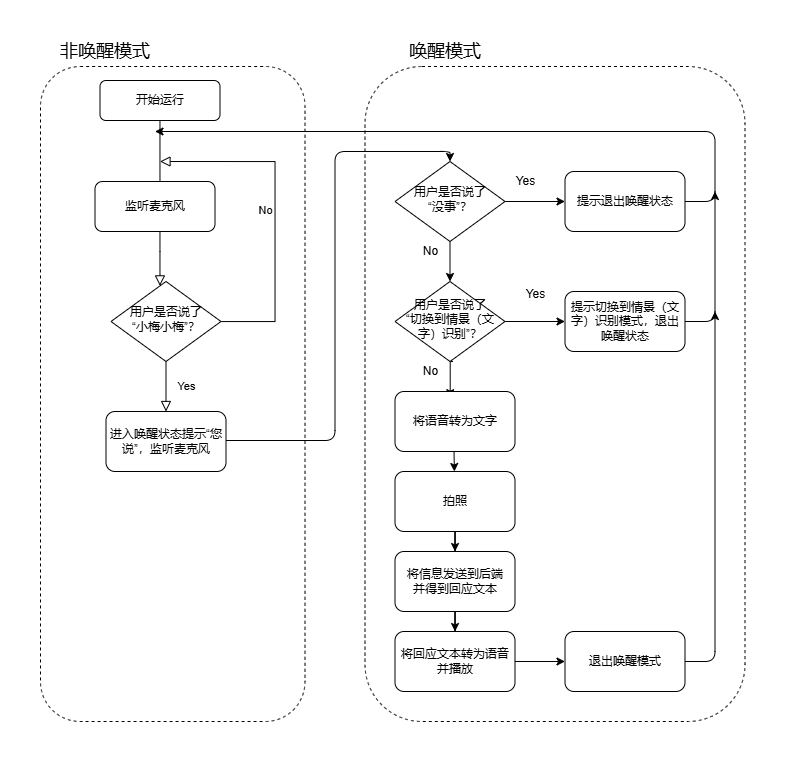 非唤醒模式
开始运行
监听麦克风
No
用户是否说了
“小梅小梅”？
Yes
进入唤醒状态提示“您
说”，监听麦克风
唤醒模式
用户是否说了
“没事”？
Yes
提示退出唤醒状态
No
用户是否说了
“切换到情景（文
字）识别”？
Yes
提示切换到情景（文
字）识别模式，退出
唤醒状态
No
将语音转为文字
拍照
将信息发送到后端
并得到回应文本
将回应文本转为语音
并播放
退出唤醒模式